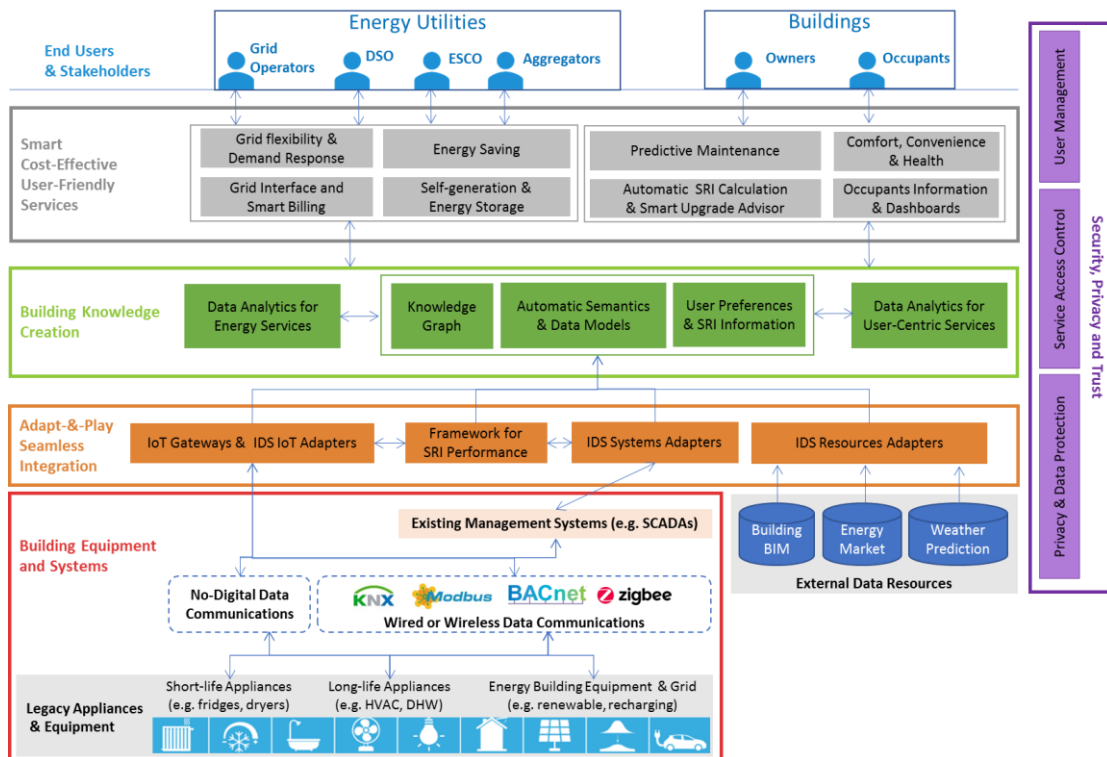 Energy Utilities
Buildings
End Users
& Stakeholders
Grid
Operators
DSO
ESCO
Aggregators
Owners
Occupants
Smart
Cost-Effective
User-Friendly
Services
Grid flexibility &
Demand Response
Energy Saving
Grid Interface and
Smart Billing
Self-generation &
Energy Storage
Predictive Maintenance
Comfort, Convenience
& Health
Automatic SRI Calculation
& Smart Upgrade Advisor
Occupants Information
& Dashboards
Building Knowledge
Creation
Data Analytics for
Energy Services
Knowledge
Graph
Automatic Semantics
& Data Models
User Preferences
& SRI Information
Data Analytics for
User-Centric Services
Adapt-&-Play
Seamless
Integration
IoT Gateways & IDS IoT Adapters
Framework for
SRI Performance
IDS Systems Adapters
IDS Resources Adapters
Building Equipment
and Systems
Existing Management Systems (e.g. SCADAs)
No-Digital Data
Communications
KNX
Modbus
BACnet
zigbee
Wired or Wireless Data Communications
Building
BIM
Energy
Market
Weather
Prediction
External Data Resources
Legacy Appliances
& Equipment
Short-life Appliances
(e.g. fridges, dryers)
Long-life Appliances
(e.g. HVAC, DHW)
Energy Building Equipment & Grid
(e.g. renewable, recharging)
User Management
Service Access Control
Privacy & Data Protection
Security, Privacy and Trust